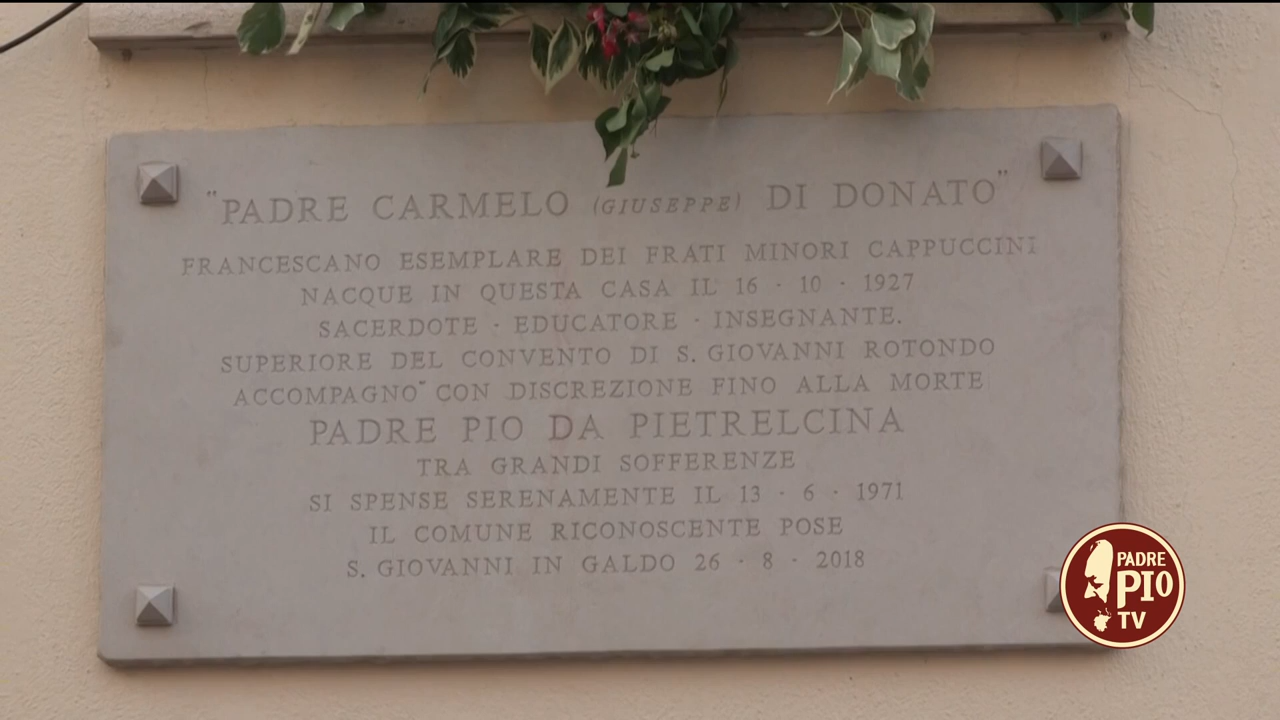 "PADRE CARMELO (GIUSEPPE) DI DONATO"
FRANCESCANO ESEMPLARE DEI FRATI MINORI CAPPUCCINI
NACQUE IN QUESTA CASA IL 16 · 10 · 1927
SACERDOTE · EDUCATORE · INSEGNANTE.
SUPERIORE DEL CONVENTO DI S. GIOVANNI ROTONDO
ACCOMPAGNO` CON DISCREZIONE FINO ALLA MORTE
PADRE PIO DA PIETRELCINA
TRA GRANDI SOFFERENZE
SI SPENSE SERENAMENTE IL 13 · 6 · 1971
IL COMUNE RICONOSCENTE POSE
S. GIOVANNI IN GALDO 26 · 8 · 2018
PADRE
PIO
TV